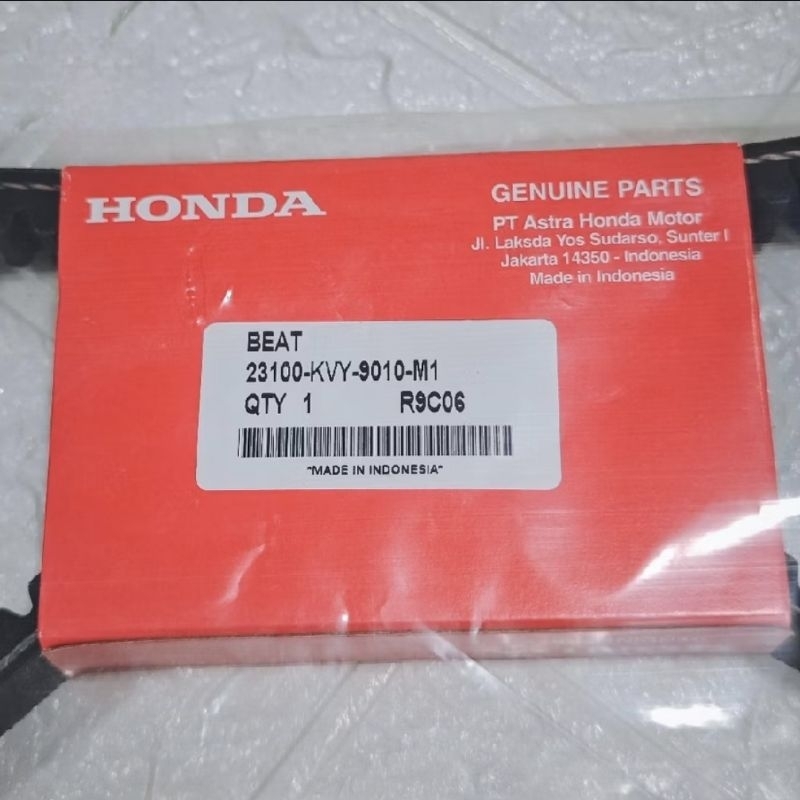 HONDA
GENUINE PARTS
PT Astra Honda Motor
Jl. Laksda Yos Sudarso, Sunter I
Jakarta 14350 - Indonesia
Made in Indonesia
BEAT
23100-KVY-9010-M1
QTY 1 R9C06
"MADE IN INDONESIA"